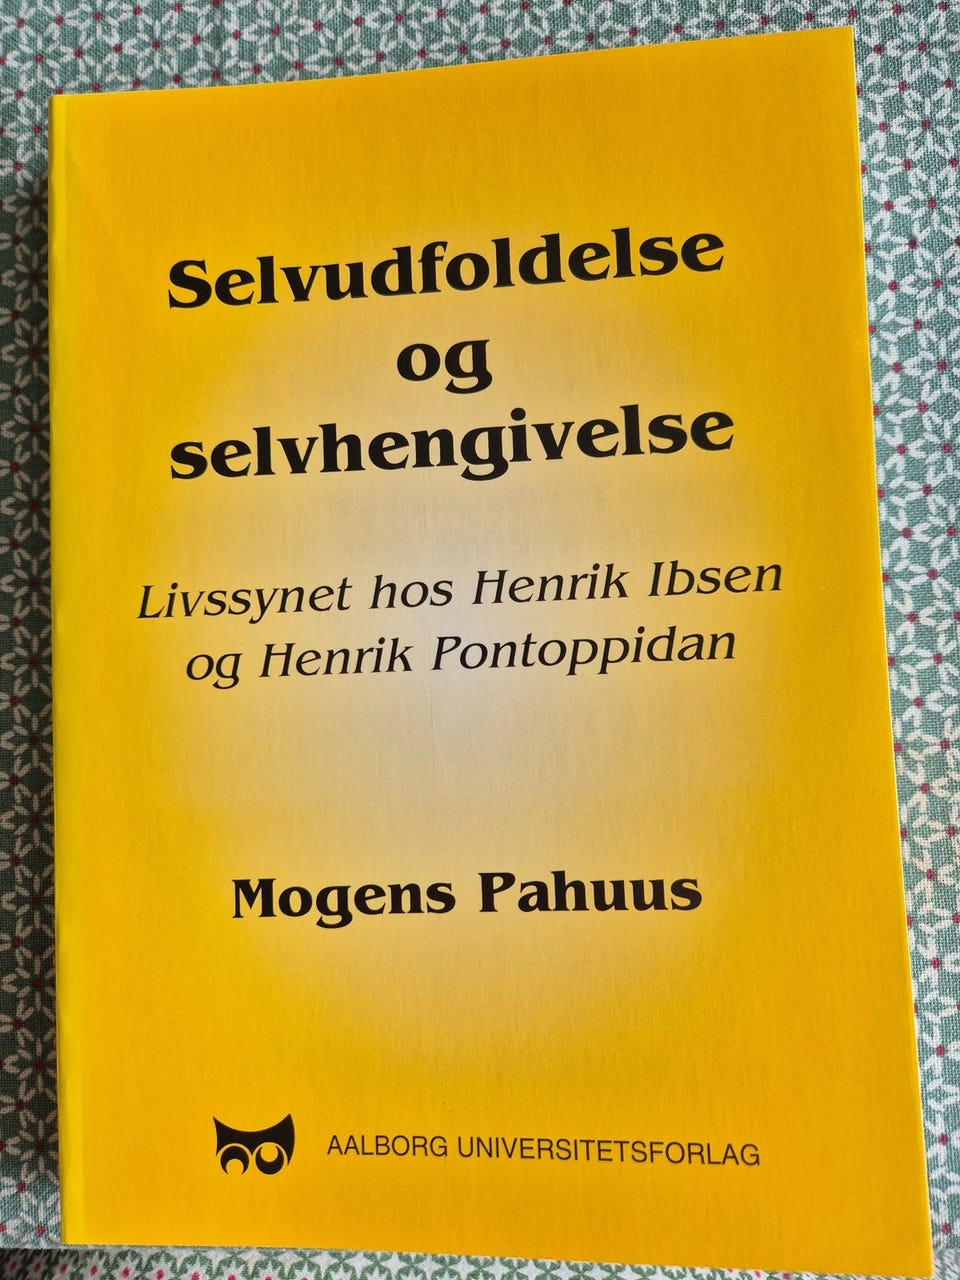 Selvudfoldelse
og
selvhengivelse
Livssynet hos Henrik Ibsen
og Henrik Pontoppidan
Mogens Pahuus
AALBORG UNIVERSITETSFORLAG